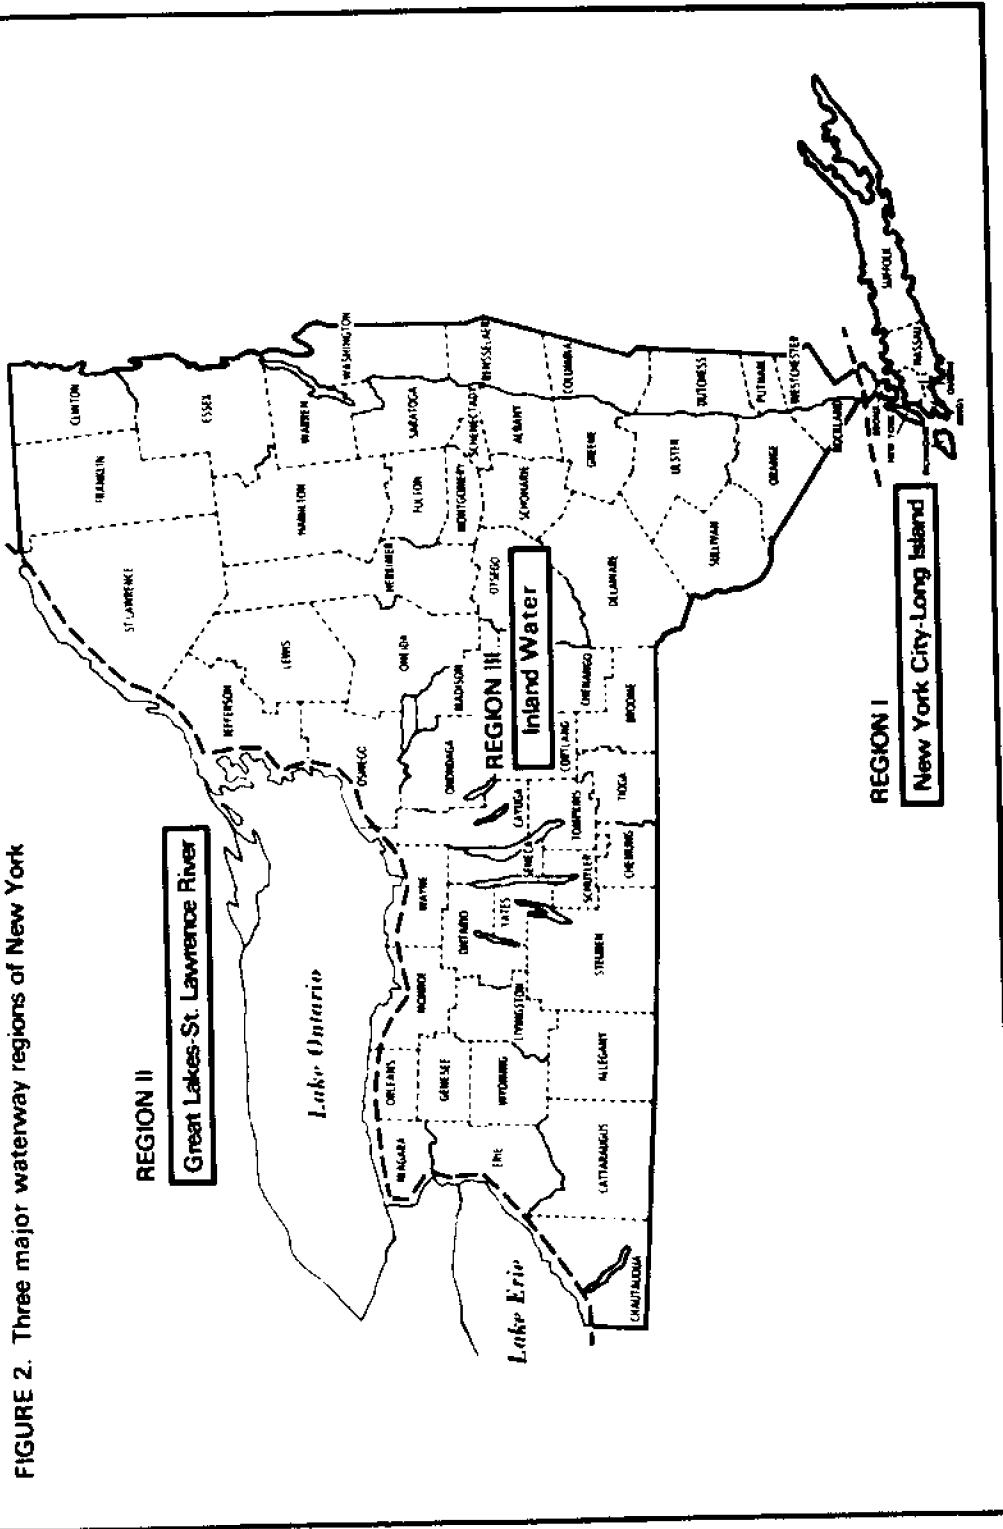 FIGURE 2. Three major waterway regions of New York
REGION II
Great Lakes-St. Lawrence River
Lake Ontario
Lake Erie
REGION III
Inland Water
REGION I
New York City-Long Island
CLINTON
FRANKLIN
ST LAWRENCE
ESSEX
JEFFERSON
LEWIS
HAMILTON
WARREN
WASHINGTON
OSWEGO
ONEIDA
HERKIMER
FULTON
SARATOGA
NIAGARA
ORLEANS
MONROE
WAYNE
ONONDAGA
MADISON
MONTGOMERY
SCHENECTADY
RENSSELAER
GENESEE
ONTARIO
ERIE
WYOMING
LIVINGSTON
YATES
SENECA
CAYUGA
OTSEGO
SCHOHARIE
ALBANY
CORTLAND
CHENANGO
TOMPKINS
SCHUYLER
GREENE
COLUMBIA
CHAUTAUQUA
CATTARAUGUS
ALLEGANY
STEUBEN
CHEMUNG
TIOGA
BROOME
DELAWARE
ULSTER
DUTCHESS
SULLIVAN
ORANGE
PUTNAM
WESTCHESTER
ROCKLAND
BRONX
NEW YORK
SUFFOLK
NASSAU